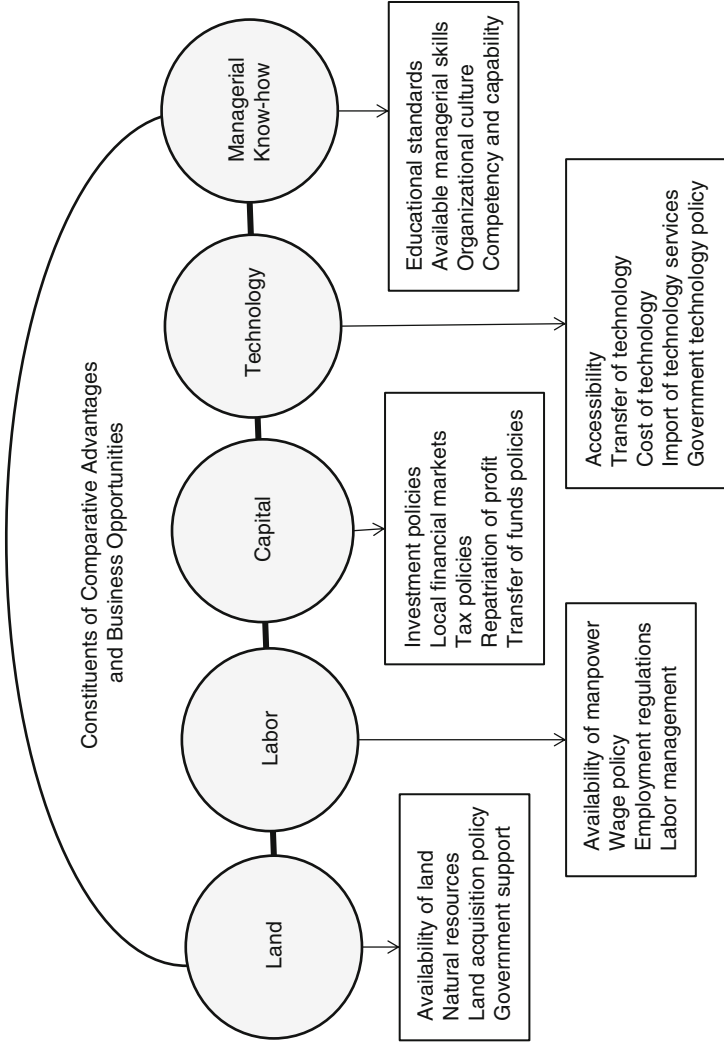 Constituents of Comparative Advantages
and Business Opportunities
Land
Labor
Capital
Technology
Managerial
Know-how
Availability of land
Natural resources
Land acquisition policy
Government support
Availability of manpower
Wage policy
Employment regulations
Labor management
Investment policies
Local financial markets
Tax policies
Repatriation of profit
Transfer of funds policies
Accessibility
Transfer of technology
Cost of technology
Import of technology services
Government technology policy
Educational standards
Available managerial skills
Organizational culture
Competency and capability